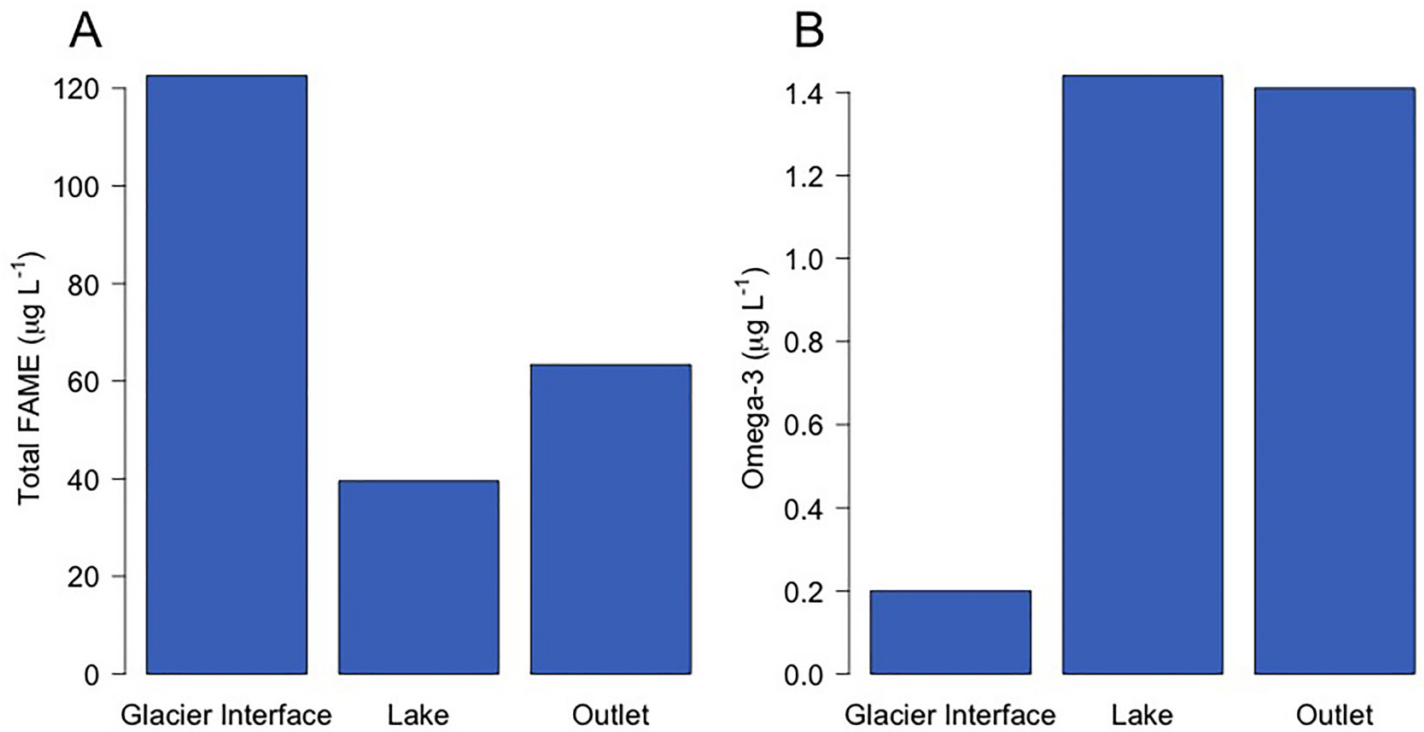 A
Total FAME (µg L⁻¹)
120
100
80
60
40
20
0
Glacier Interface
Lake
Outlet
B
Omega-3 (µg L⁻¹)
1.4
1.2
1.0
0.8
0.6
0.4
0.2
0.0
Glacier Interface
Lake
Outlet